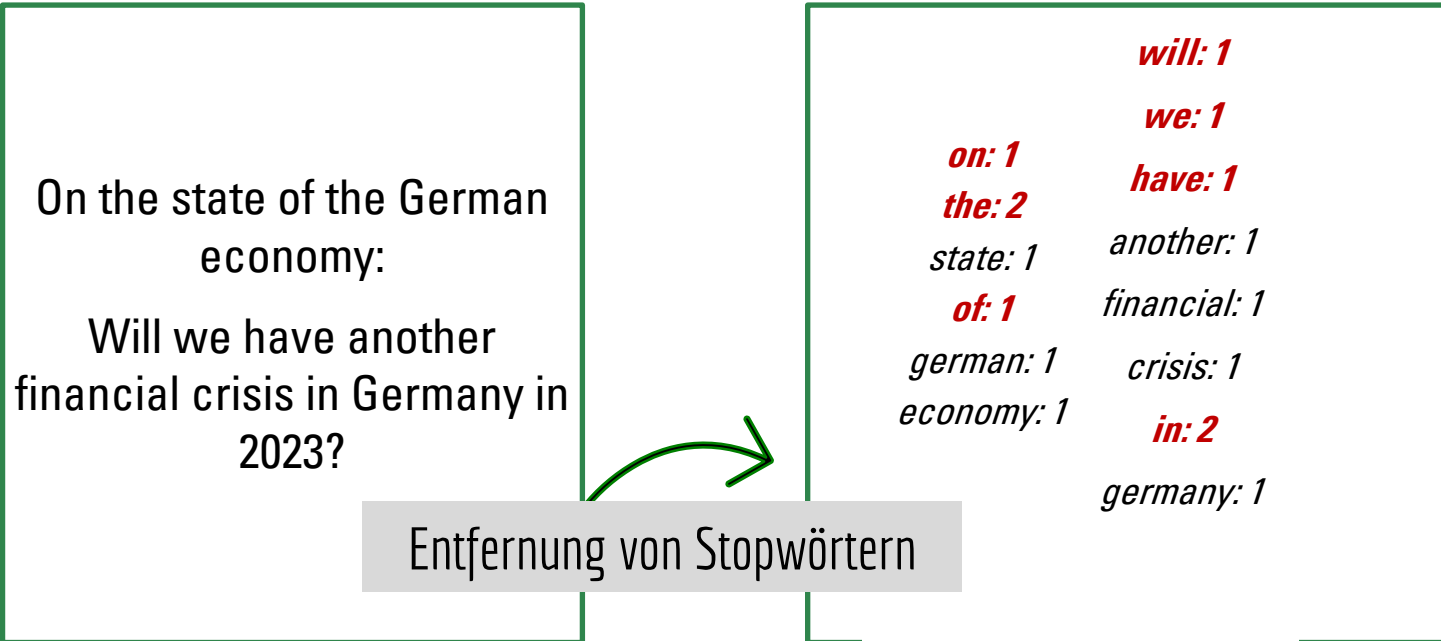 On the state of the German
economy:
Will we have another
financial crisis in Germany in
2023?
Entfernung von Stopwörtern
on: 1
the: 2
state: 1
of: 1
german: 1
economy: 1
will: 1
we: 1
have: 1
another: 1
financial: 1
crisis: 1
in: 2
germany: 1